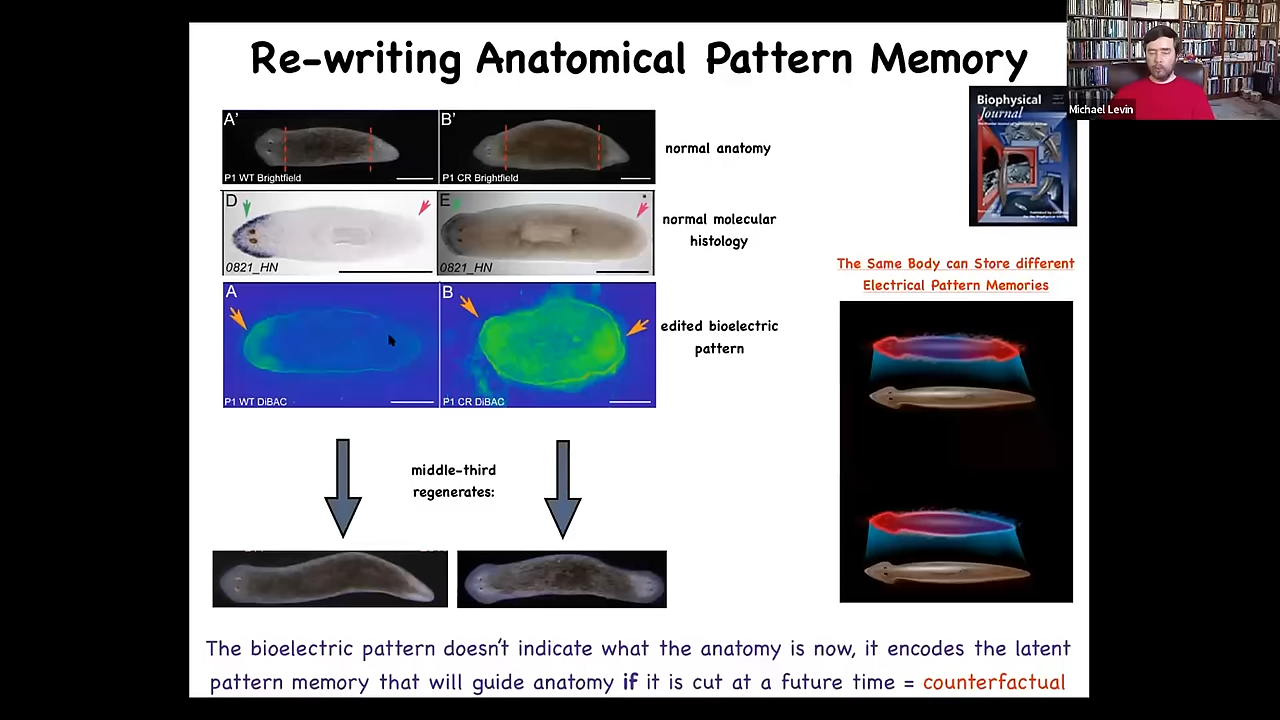 Re-writing Anatomical Pattern Memory
Michael Levin
Biophysical
Journal
A'
B'
P1 WT Brightfield
P1 CR Brightfield
normal anatomy
D
E
0821_HN
0821_HN
normal molecular
histology
The Same Body can Store different
Electrical Pattern Memories
A
B
P1 WT DiBAC
P1 CR DiBAC
edited bioelectric
pattern
middle-third
regenerates:
The bioelectric pattern doesn't indicate what the anatomy is now, it encodes the latent
pattern memory that will guide anatomy if it is cut at a future time = counterfactual